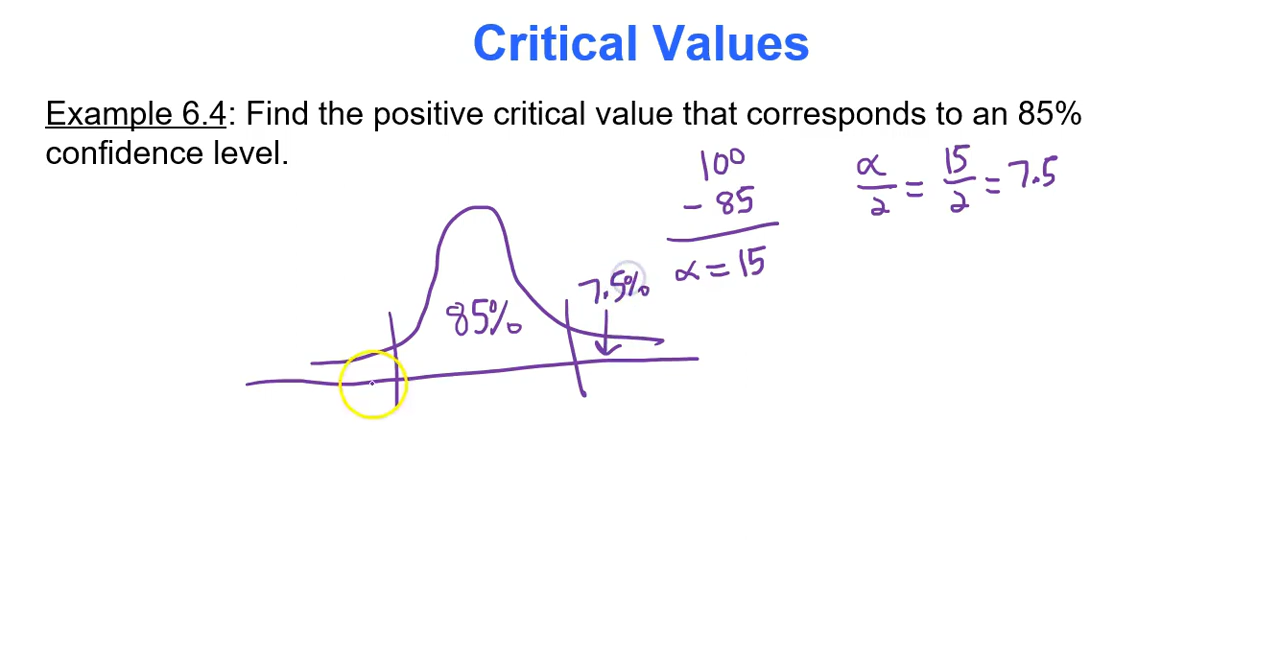 Critical Values
Example 6.4: Find the positive critical value that corresponds to an 85%
confidence level.
100
- 85
α = 15
α/2 = 15/2 = 7.5
7.5%
85%